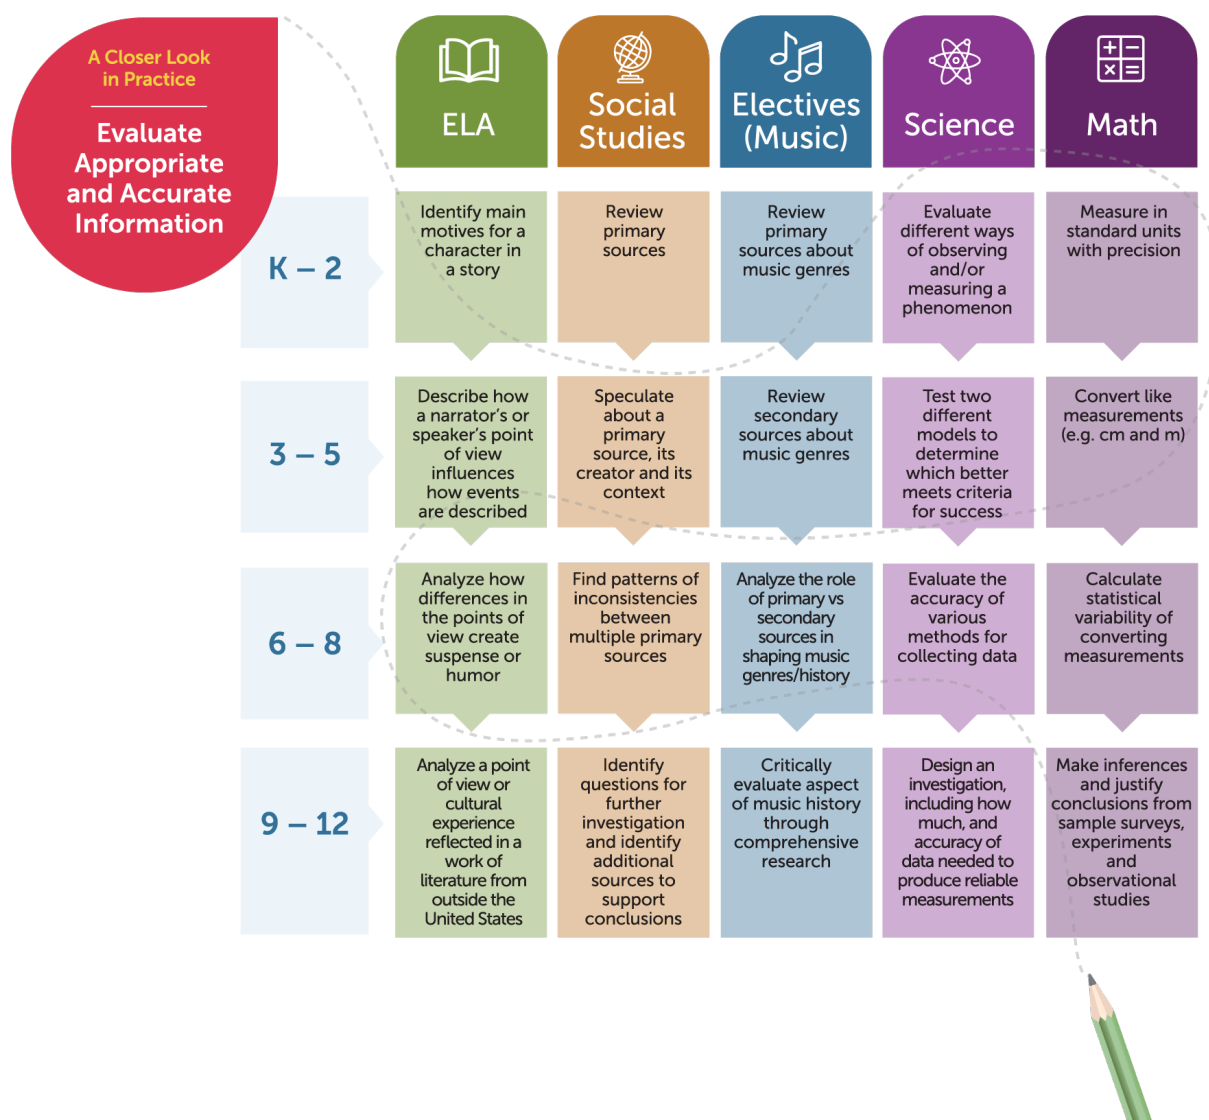 A Closer Look
in Practice
Evaluate
Appropriate
and Accurate
Information
ELA
Social
Studies
Electives
(Music)
Science
Math
K – 2
Identify main
motives for a
character in
a story
Review
primary
sources
Review
primary
sources about
music genres
Evaluate
different ways
of observing
and/or
measuring a
phenomenon
Measure in
standard units
with precision
3 – 5
Describe how
a narrator's or
speaker's point
of view
influences
how events
are described
Speculate
about a
primary
source, its
creator and its
context
Review
secondary
sources about
music genres
Test two
different
models to
determine
which better
meets criteria
for success
Convert like
measurements
(e.g. cm and m)
6 – 8
Analyze how
differences in
the points of
view create
suspense or
humor
Find patterns of
inconsistencies
between
multiple primary
sources
Analyze the role
of primary vs
secondary
sources in
shaping music
genres/history
Evaluate the
accuracy of
various
methods for
collecting data
Calculate
statistical
variability of
converting
measurements
9 – 12
Analyze a point
of view or
cultural
experience
reflected in a
work of
literature from
outside the
United States
Identify
questions for
further
investigation
and identify
additional
sources to
support
conclusions
Critically
evaluate aspect
of music history
through
comprehensive
research
Design an
investigation,
including how
much, and
accuracy of
data needed to
produce reliable
measurements
Make inferences
and justify
conclusions from
sample surveys,
experiments
and
observational
studies